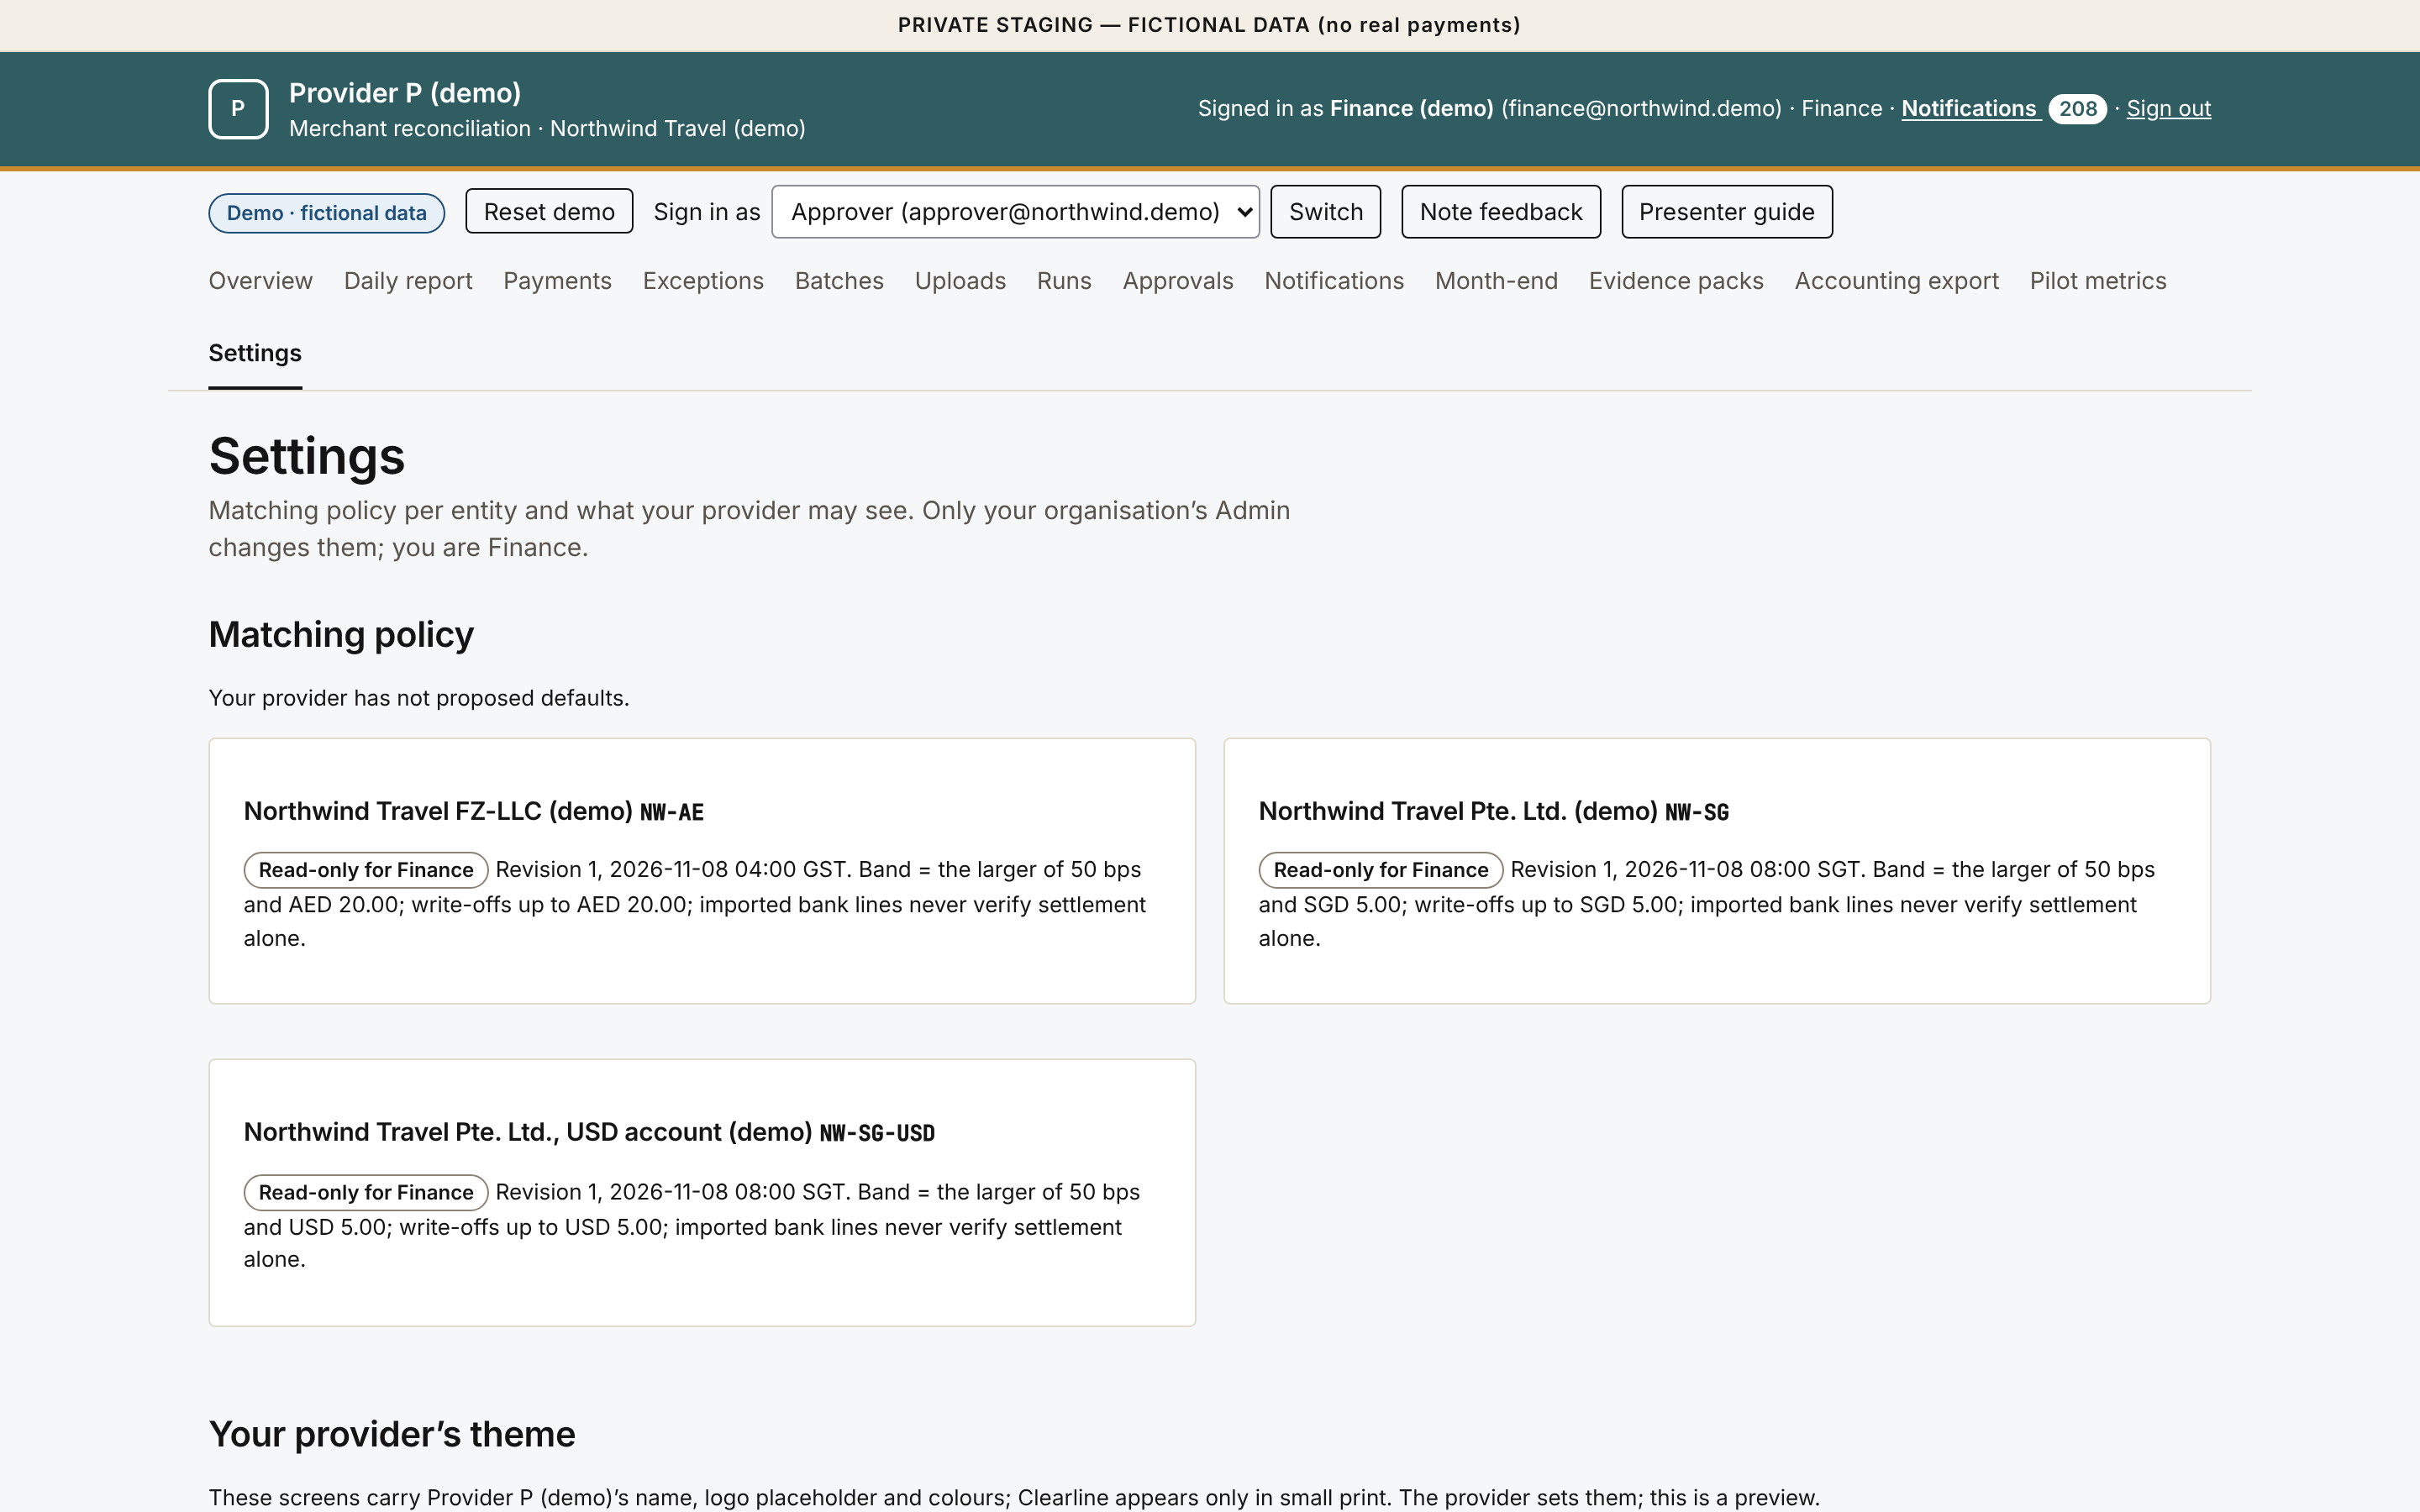 PRIVATE STAGING — FICTIONAL DATA (no real payments)
P
Provider P (demo)
Merchant reconciliation · Northwind Travel (demo)
Signed in as Finance (demo) (finance@northwind.demo) · Finance · Notifications 208 · Sign out
Demo · fictional data
Reset demo
Sign in as
Approver (approver@northwind.demo)
Switch
Note feedback
Presenter guide
Overview
Daily report
Payments
Exceptions
Batches
Uploads
Runs
Approvals
Notifications
Month-end
Evidence packs
Accounting export
Pilot metrics
Settings
Settings
Matching policy per entity and what your provider may see. Only your organisation’s Admin
changes them; you are Finance.
Matching policy
Your provider has not proposed defaults.
Northwind Travel FZ-LLC (demo) NW-AE
Read-only for Finance Revision 1, 2026-11-08 04:00 GST. Band = the larger of 50 bps
and AED 20.00; write-offs up to AED 20.00; imported bank lines never verify settlement
alone.
Northwind Travel Pte. Ltd. (demo) NW-SG
Read-only for Finance Revision 1, 2026-11-08 08:00 SGT. Band = the larger of 50 bps
and SGD 5.00; write-offs up to SGD 5.00; imported bank lines never verify settlement
alone.
Northwind Travel Pte. Ltd., USD account (demo) NW-SG-USD
Read-only for Finance Revision 1, 2026-11-08 08:00 SGT. Band = the larger of 50 bps
and USD 5.00; write-offs up to USD 5.00; imported bank lines never verify settlement
alone.
Your provider’s theme
These screens carry Provider P (demo)’s name, logo placeholder and colours; Clearline appears only in small print. The provider sets them; this is a preview.